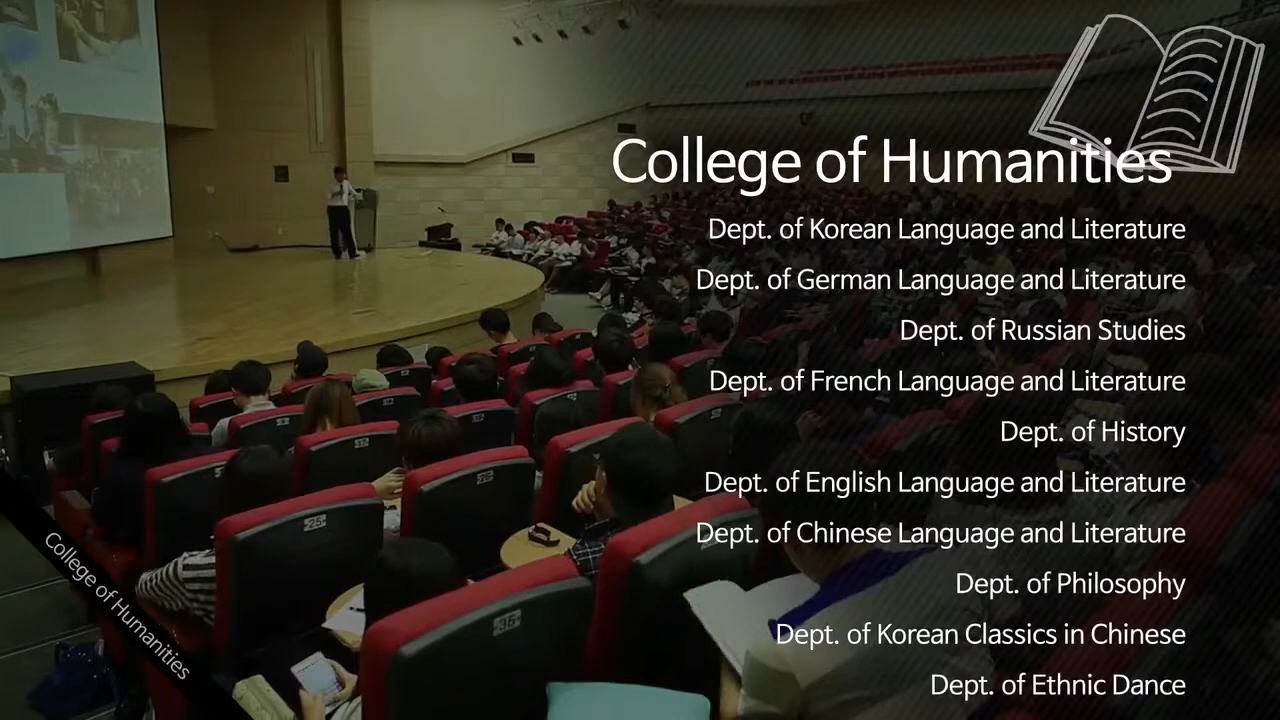 College of Humanities
Dept. of Korean Language and Literature
Dept. of German Language and Literature
Dept. of Russian Studies
Dept. of French Language and Literature
Dept. of History
Dept. of English Language and Literature
Dept. of Chinese Language and Literature
Dept. of Philosophy
Dept. of Korean Classics in Chinese
Dept. of Ethnic Dance
College of Humanities
-25-
-36-